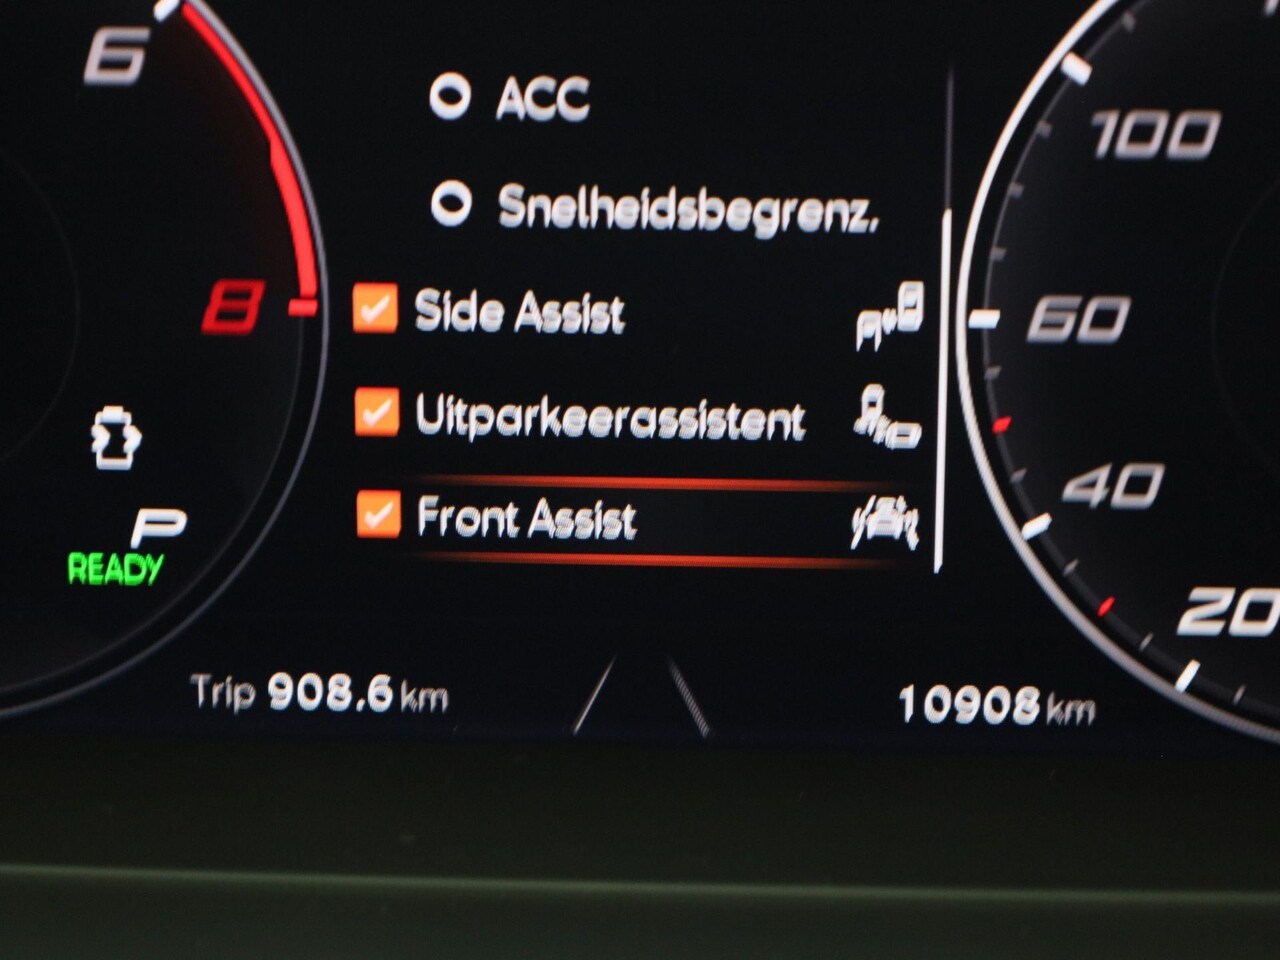 6
ACC
100
Snelheidsbegrenz.
8
Side Assist
60
Uitparkeerassistent
40
P
Front Assist
READY
20
Trip 908.6 km
10908 km